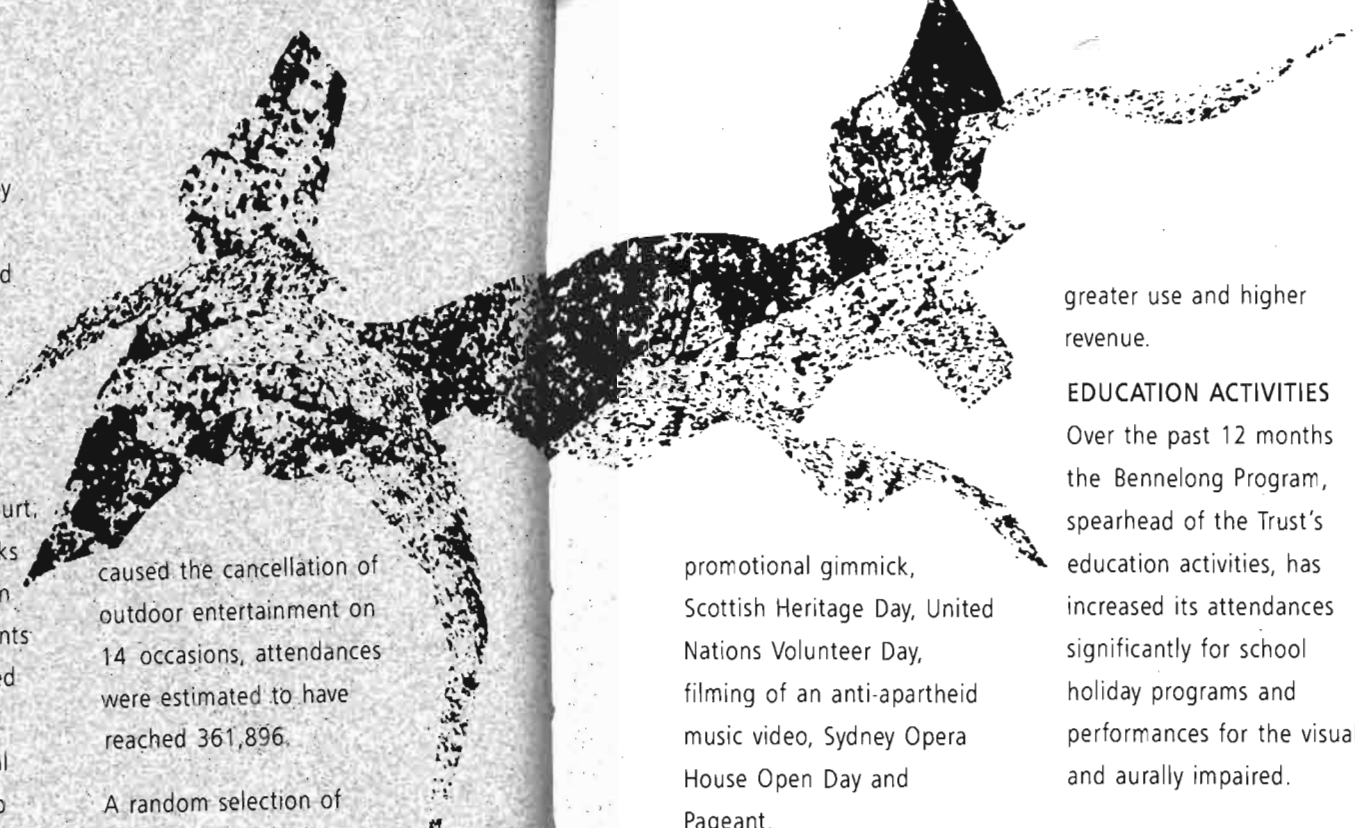 caused the cancellation of
outdoor entertainment on
14 occasions, attendances
were estimated to have
reached 361,896.
A random selection of
promotional gimmick,
Scottish Heritage Day, United
Nations Volunteer Day,
filming of an anti-apartheid
music video, Sydney Opera
House Open Day and
Pageant.
greater use and higher
revenue.
EDUCATION ACTIVITIES
Over the past 12 months
the Bennelong Program,
spearhead of the Trust's
education activities, has
increased its attendances
significantly for school
holiday programs and
performances for the visual
and aurally impaired.